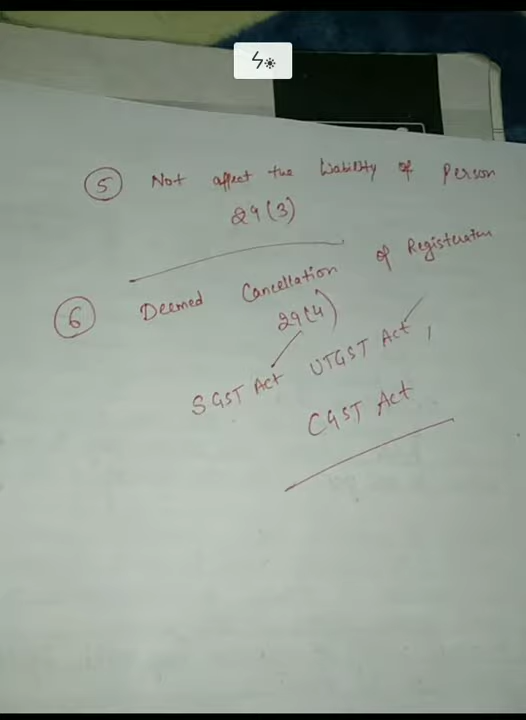 5 Not affect the Liability of Person
29(3)
6 Deemed Cancellation of Registration
29(4)
SGST Act UTGST Act,
CGST Act